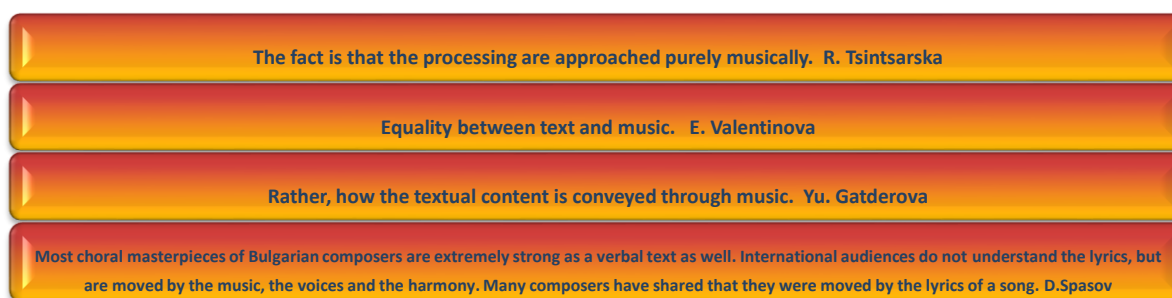 The fact is that the processing are approached purely musically.  R. Tsintsarska
Equality between text and music.   E. Valentinova
Rather, how the textual content is conveyed through music.  Yu. Gatderova
Most choral masterpieces of Bulgarian composers are extremely strong as a verbal text as well. International audiences do not understand the lyrics, but
are moved by the music, the voices and the harmony. Many composers have shared that they were moved by the lyrics of a song. D.Spasov